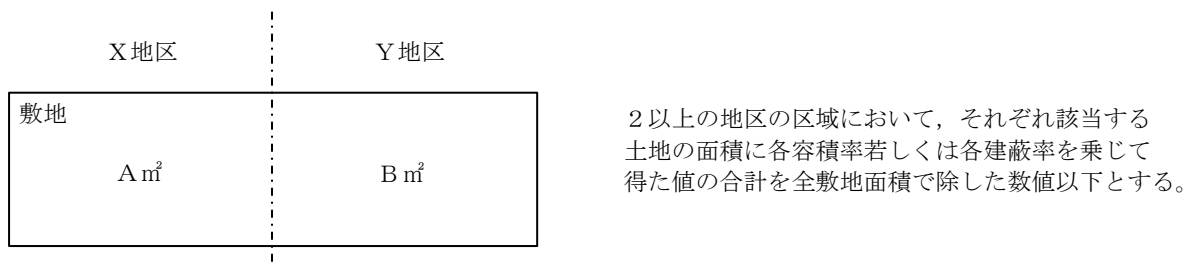 X地区
Y地区
敷地
A㎡
B㎡
2以上の地区の区域において,それぞれ該当する
土地の面積に各容積率若しくは各建蔽率を乗じて
得た値の合計を全敷地面積で除した数値以下とする。